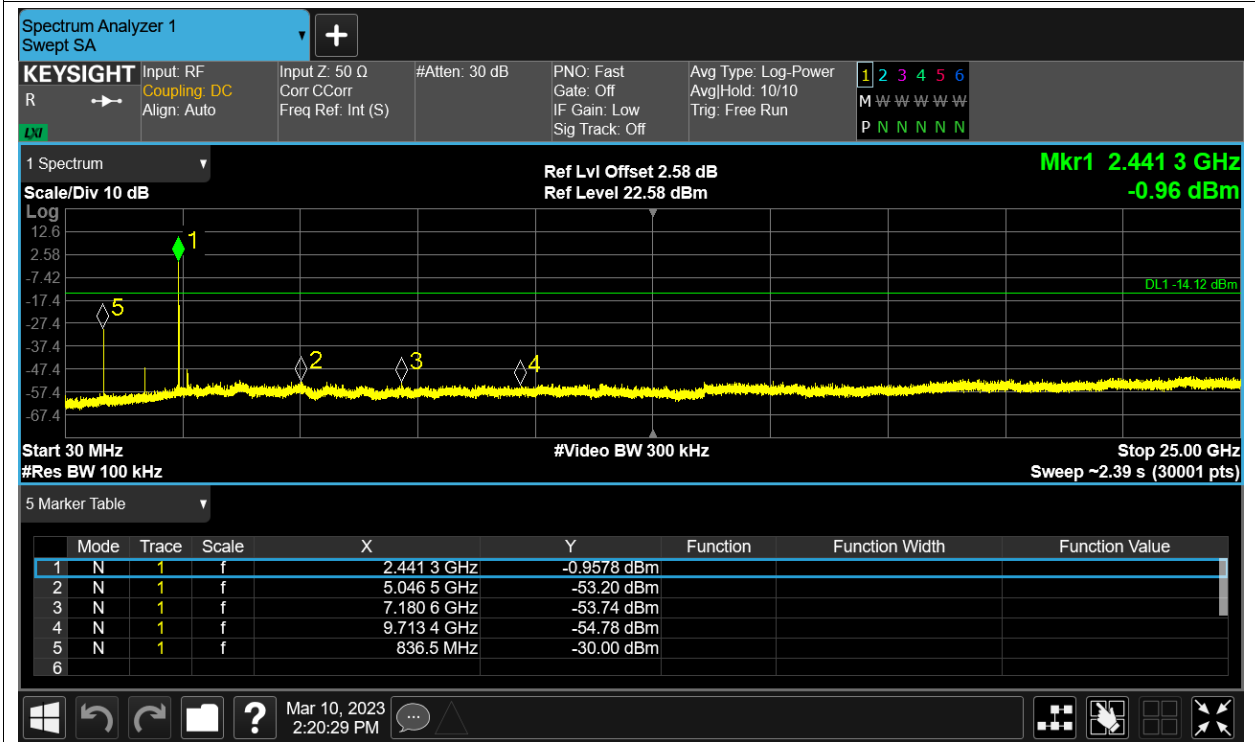 Spectrum Analyzer 1
Swept SA
KEYSIGHT
R
LXI
Input: RF
Coupling: DC
Align: Auto
Input Z: 50 Ω
Corr CCorr
Freq Ref: Int (S)
#Atten: 30 dB
PNO: Fast
Gate: Off
IF Gain: Low
Sig Track: Off
Avg Type: Log-Power
Avg|Hold: 10/10
Trig: Free Run
1 2 3 4 5 6
M W W W W W
P N N N N N
1 Spectrum
Scale/Div 10 dB
Ref Lvl Offset 2.58 dB
Ref Level 22.58 dBm
Mkr1 2.441 3 GHz
-0.96 dBm
Log
12.6
2.58
-7.42
-17.4
-27.4
-37.4
-47.4
-57.4
-67.4
1
5
2
3
4
DL1 -14.12 dBm
Start 30 MHz
#Video BW 300 kHz
Stop 25.00 GHz
#Res BW 100 kHz
Sweep ~2.39 s (30001 pts)
5 Marker Table
Mode Trace Scale X Y Function Function Width Function Value
1 N 1 f 2.441 3 GHz -0.9578 dBm
2 N 1 f 5.046 5 GHz -53.20 dBm
3 N 1 f 7.180 6 GHz -53.74 dBm
4 N 1 f 9.713 4 GHz -54.78 dBm
5 N 1 f 836.5 MHz -30.00 dBm
6
?
Mar 10, 2023
2:20:29 PM